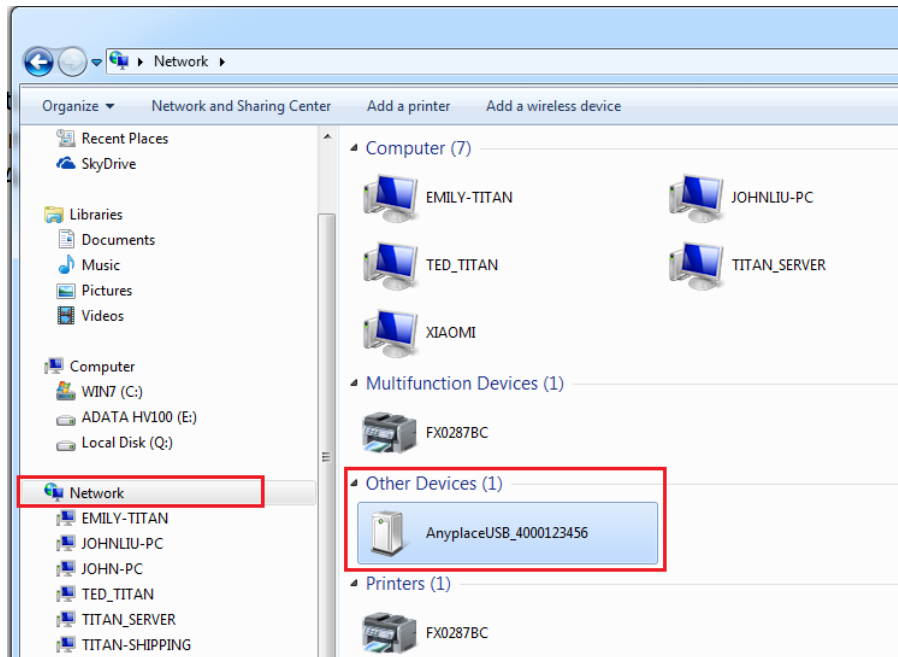 Network
Organize Network and Sharing Center Add a printer Add a wireless device
Recent Places
SkyDrive
Libraries
Documents
Music
Pictures
Videos
Computer
WIN7 (C:)
ADATA HV100 (E:)
Local Disk (Q:)
Network
EMILY-TITAN
JOHNLIU-PC
JOHN-PC
TED_TITAN
TITAN_SERVER
TITAN-SHIPPING
Computer (7)
EMILY-TITAN
JOHNLIU-PC
TED_TITAN
TITAN_SERVER
XIAOMI
Multifunction Devices (1)
FX0287BC
Other Devices (1)
AnyplaceUSB_4000123456
Printers (1)
FX0287BC